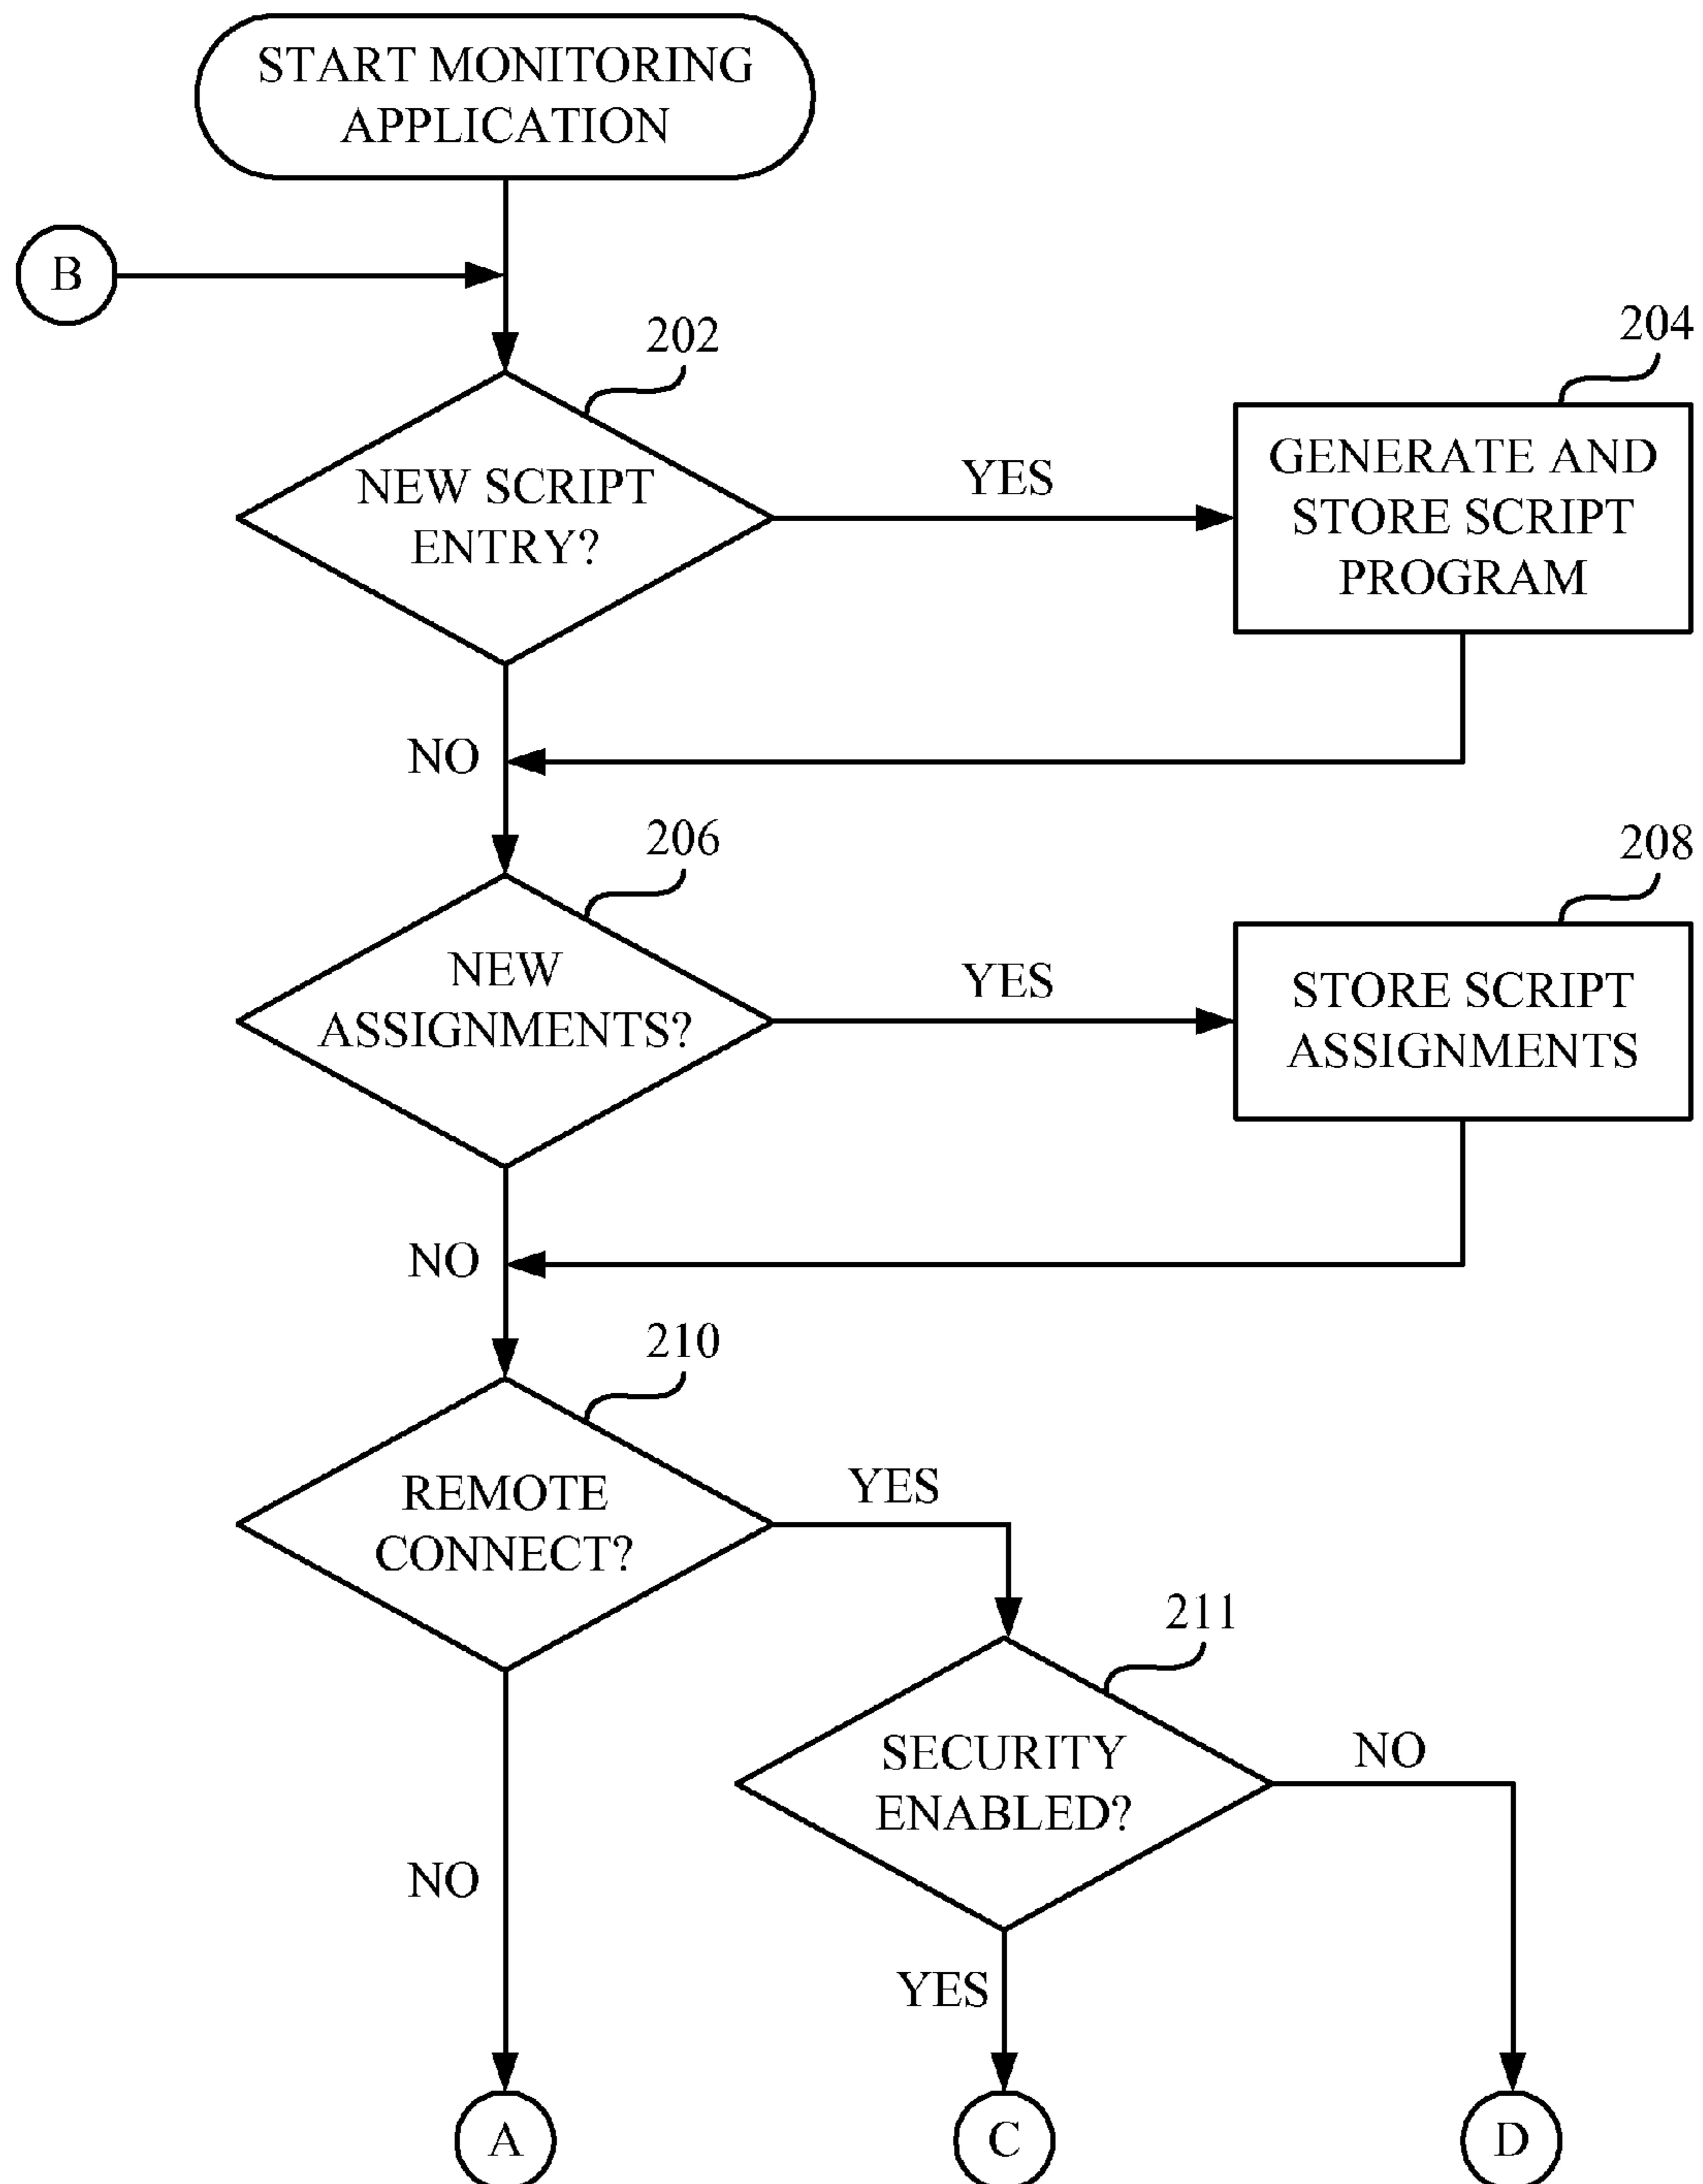 START MONITORING
APPLICATION
B
202
204
NEW SCRIPT
ENTRY?
YES
GENERATE AND
STORE SCRIPT
PROGRAM
NO
206
208
NEW
ASSIGNMENTS?
YES
STORE SCRIPT
ASSIGNMENTS
NO
210
REMOTE
CONNECT?
YES
211
SECURITY
ENABLED?
NO
NO
YES
A
C
D